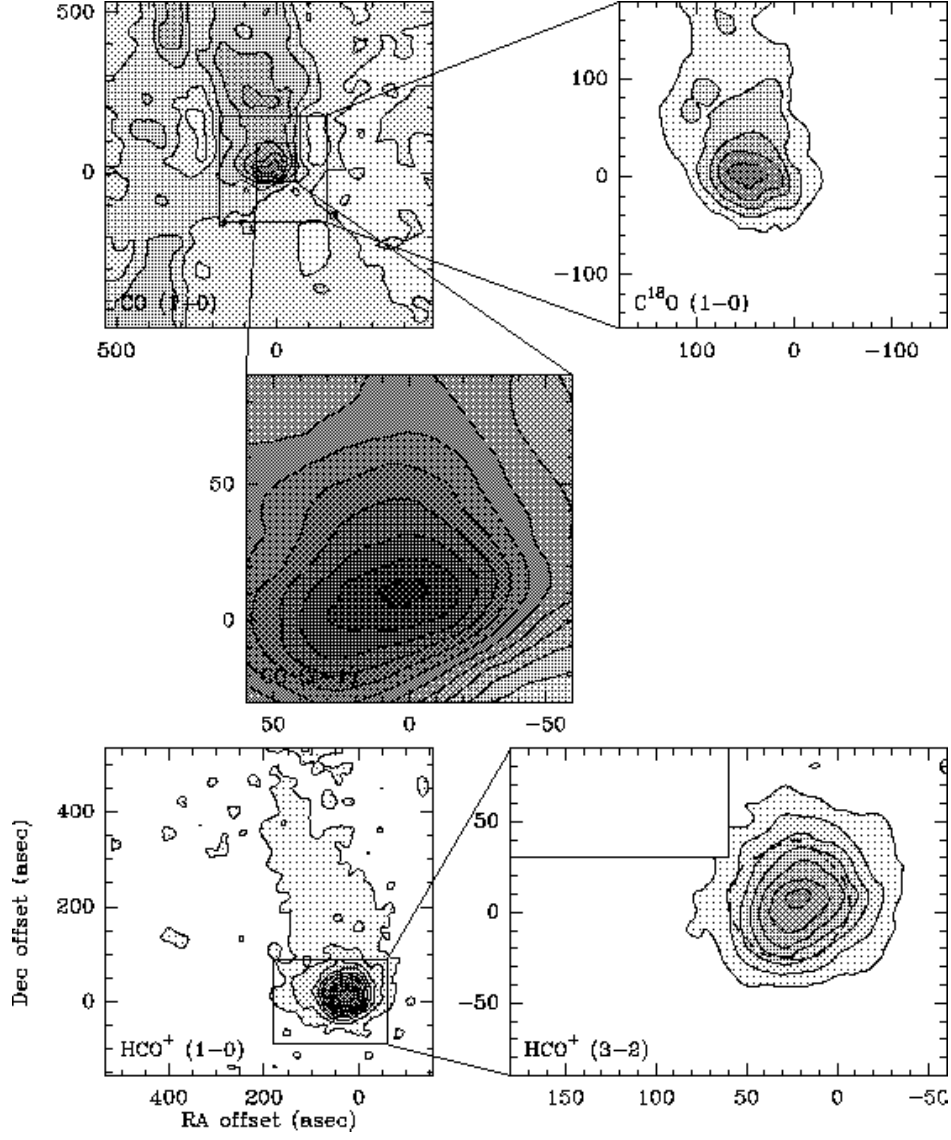 500
0
CO (1-0)
500 0
100
0
-100
C¹⁸O (1-0)
100 0 -100
50
0
50 0 -50
400
200
0
Dec offset (asec)
HCO⁺ (1-0)
400 200 0
RA offset (asec)
50
0
-50
HCO⁺ (3-2)
150 100 50 0 -50